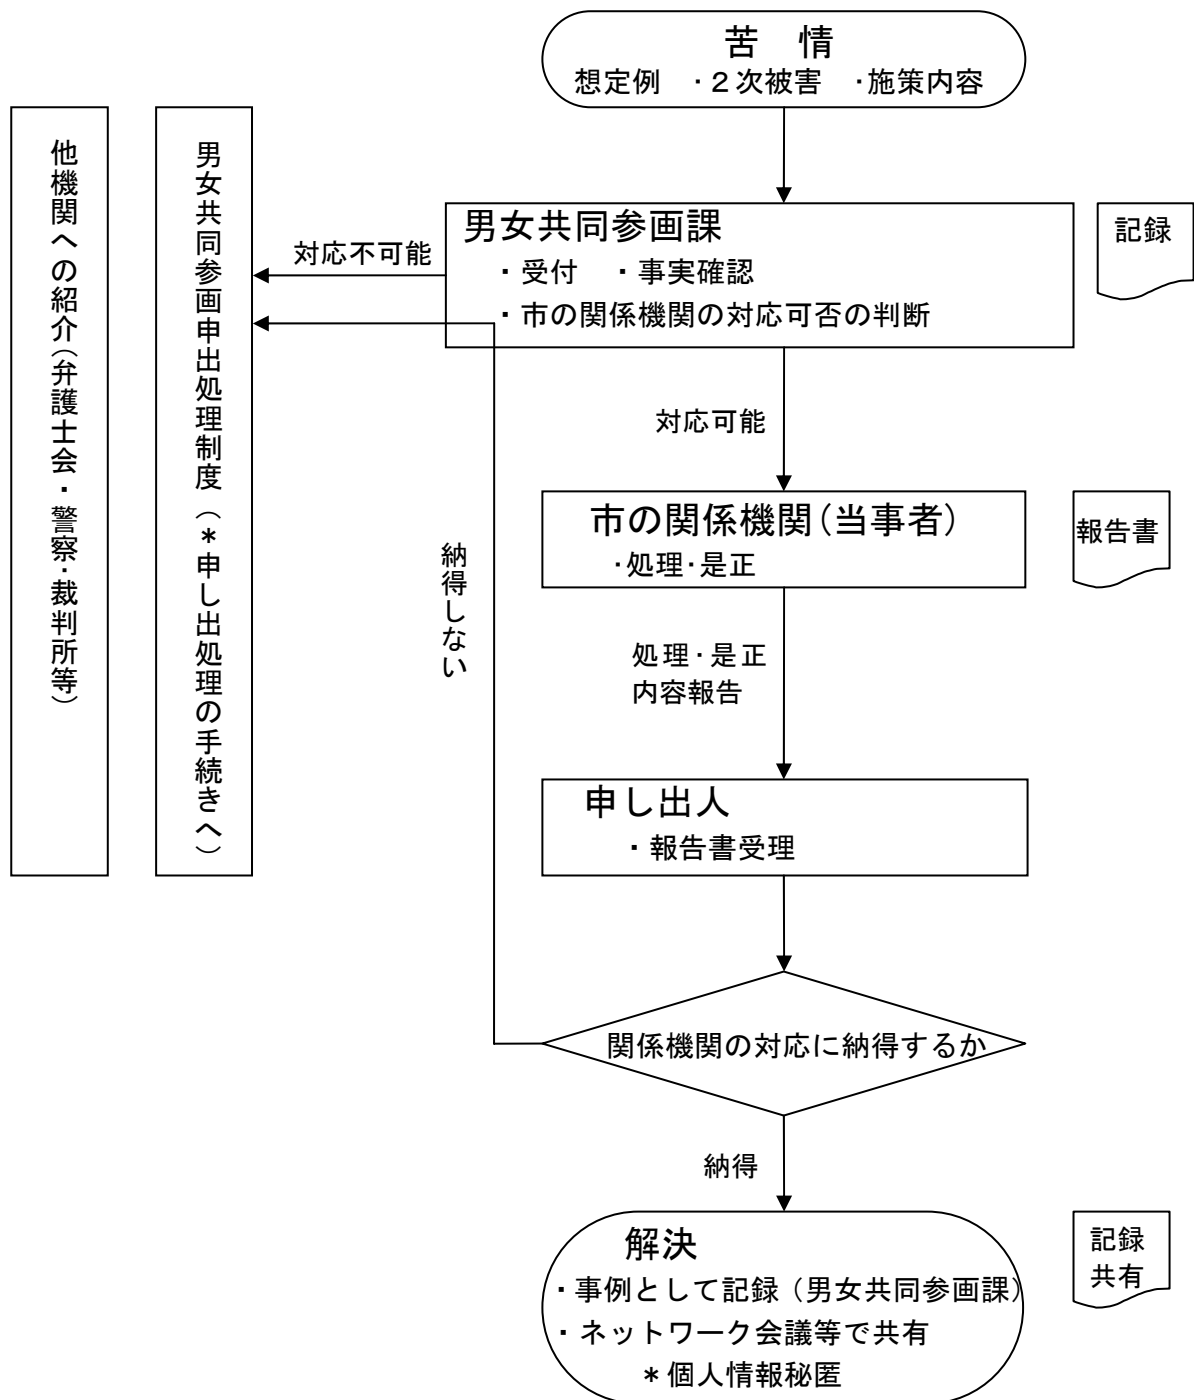 苦　情
想定例　・２次被害　・施策内容
男女共同参画課
・受付　・事実確認
・市の関係機関の対応可否の判断
記録
対応不可能
他機関への紹介（弁護士会・警察・裁判所等）
男女共同参画申出処理制度（＊申し出処理の手続きへ）
対応可能
市の関係機関（当事者）
・処理・是正
報告書
納得しない
処理・是正
内容報告
申し出人
・報告書受理
関係機関の対応に納得するか
納得
解決
・事例として記録（男女共同参画課）
・ネットワーク会議等で共有
＊個人情報秘匿
記録
共有